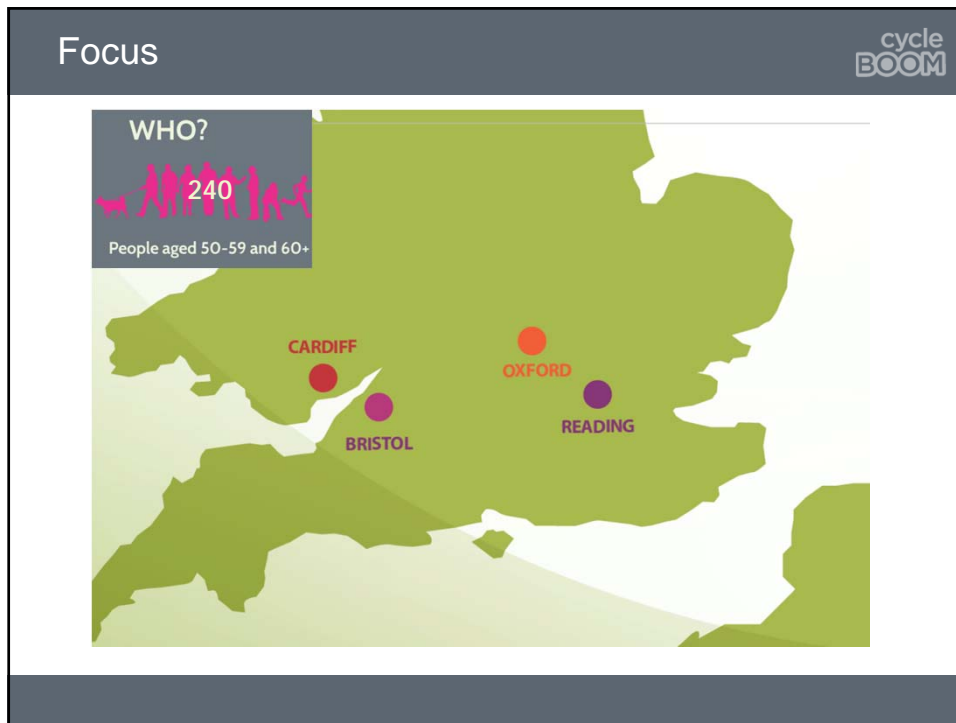 Focus
cycle
BOOM
WHO?
240
People aged 50-59 and 60+
CARDIFF
BRISTOL
OXFORD
READING